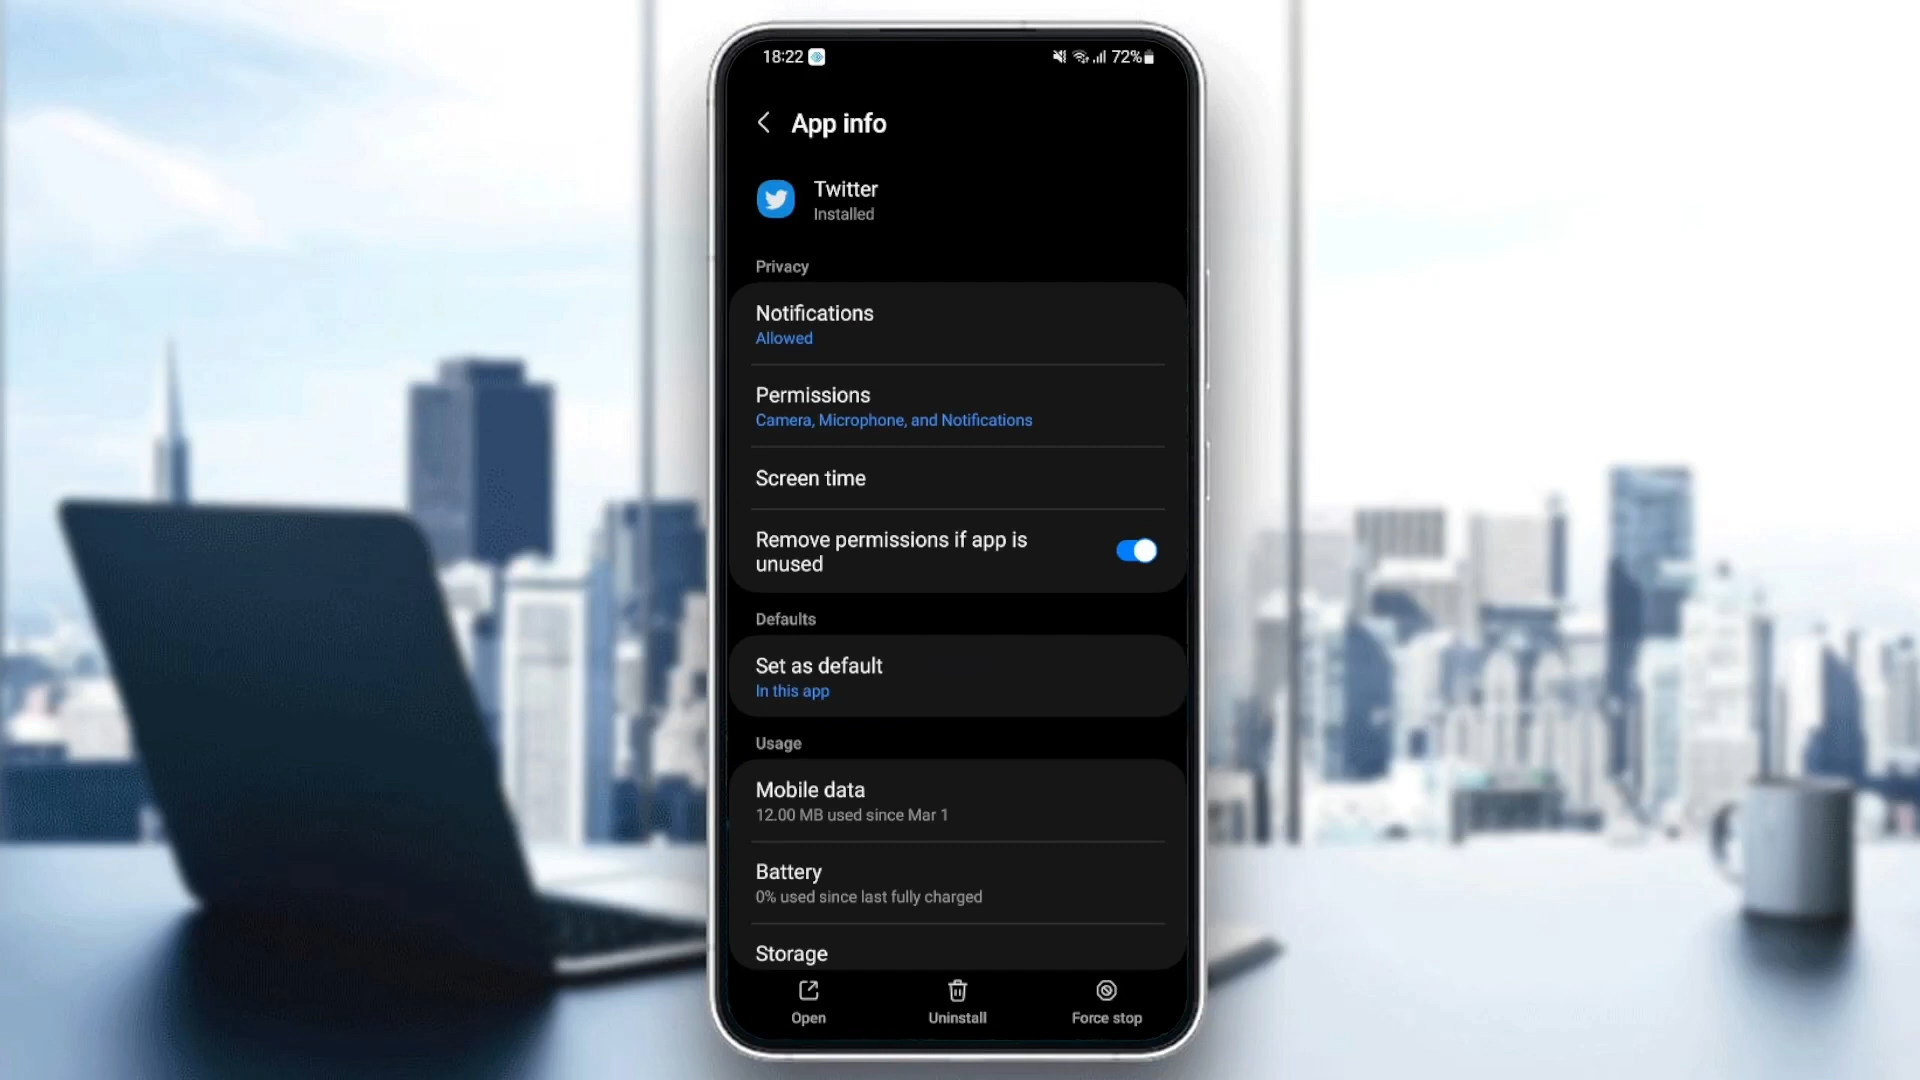 18:22
72%
App info
Twitter
Installed
Privacy
Notifications
Allowed
Permissions
Camera, Microphone, and Notifications
Screen time
Remove permissions if app is
unused
Defaults
Set as default
In this app
Usage
Mobile data
12.00 MB used since Mar 1
Battery
0% used since last fully charged
Storage
Open
Uninstall
Force stop